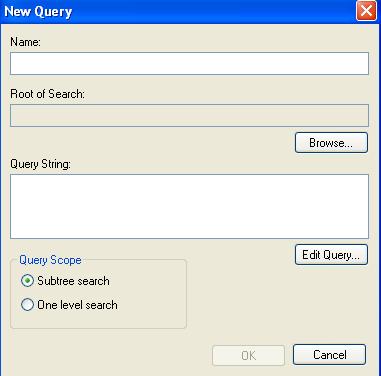 New Query
Name:
Root of Search:
Browse...
Query String:
Edit Query...
Query Scope
Subtree search
One level search
OK
Cancel